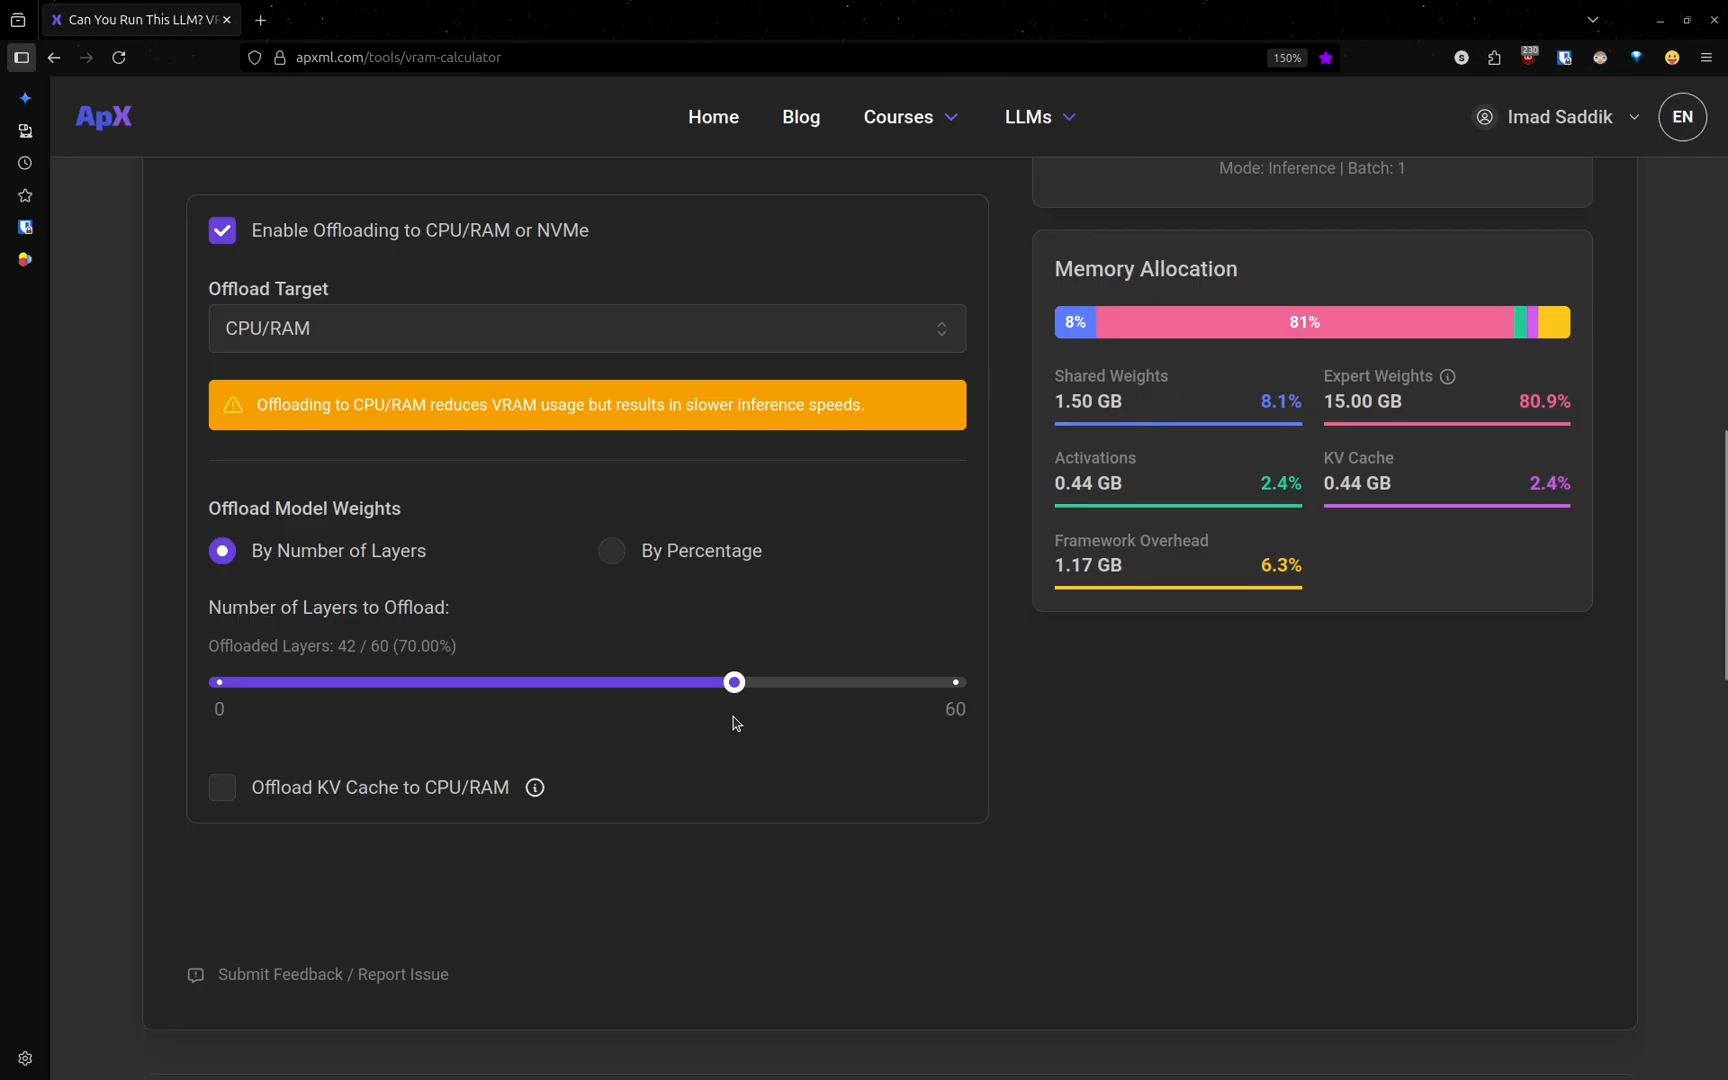 Can You Run This LLM? VR
apxml.com/tools/vram-calculator
150%
S
230
ApX
Home
Blog
Courses
LLMs
Imad Saddik
EN
Mode: Inference | Batch: 1
Enable Offloading to CPU/RAM or NVMe
Offload Target
CPU/RAM
Offloading to CPU/RAM reduces VRAM usage but results in slower inference speeds.
Offload Model Weights
By Number of Layers
By Percentage
Number of Layers to Offload:
Offloaded Layers: 42 / 60 (70.00%)
0
60
Offload KV Cache to CPU/RAM
Memory Allocation
8%
81%
Shared Weights
1.50 GB
8.1%
Expert Weights
15.00 GB
80.9%
Activations
0.44 GB
2.4%
KV Cache
0.44 GB
2.4%
Framework Overhead
1.17 GB
6.3%
Submit Feedback / Report Issue